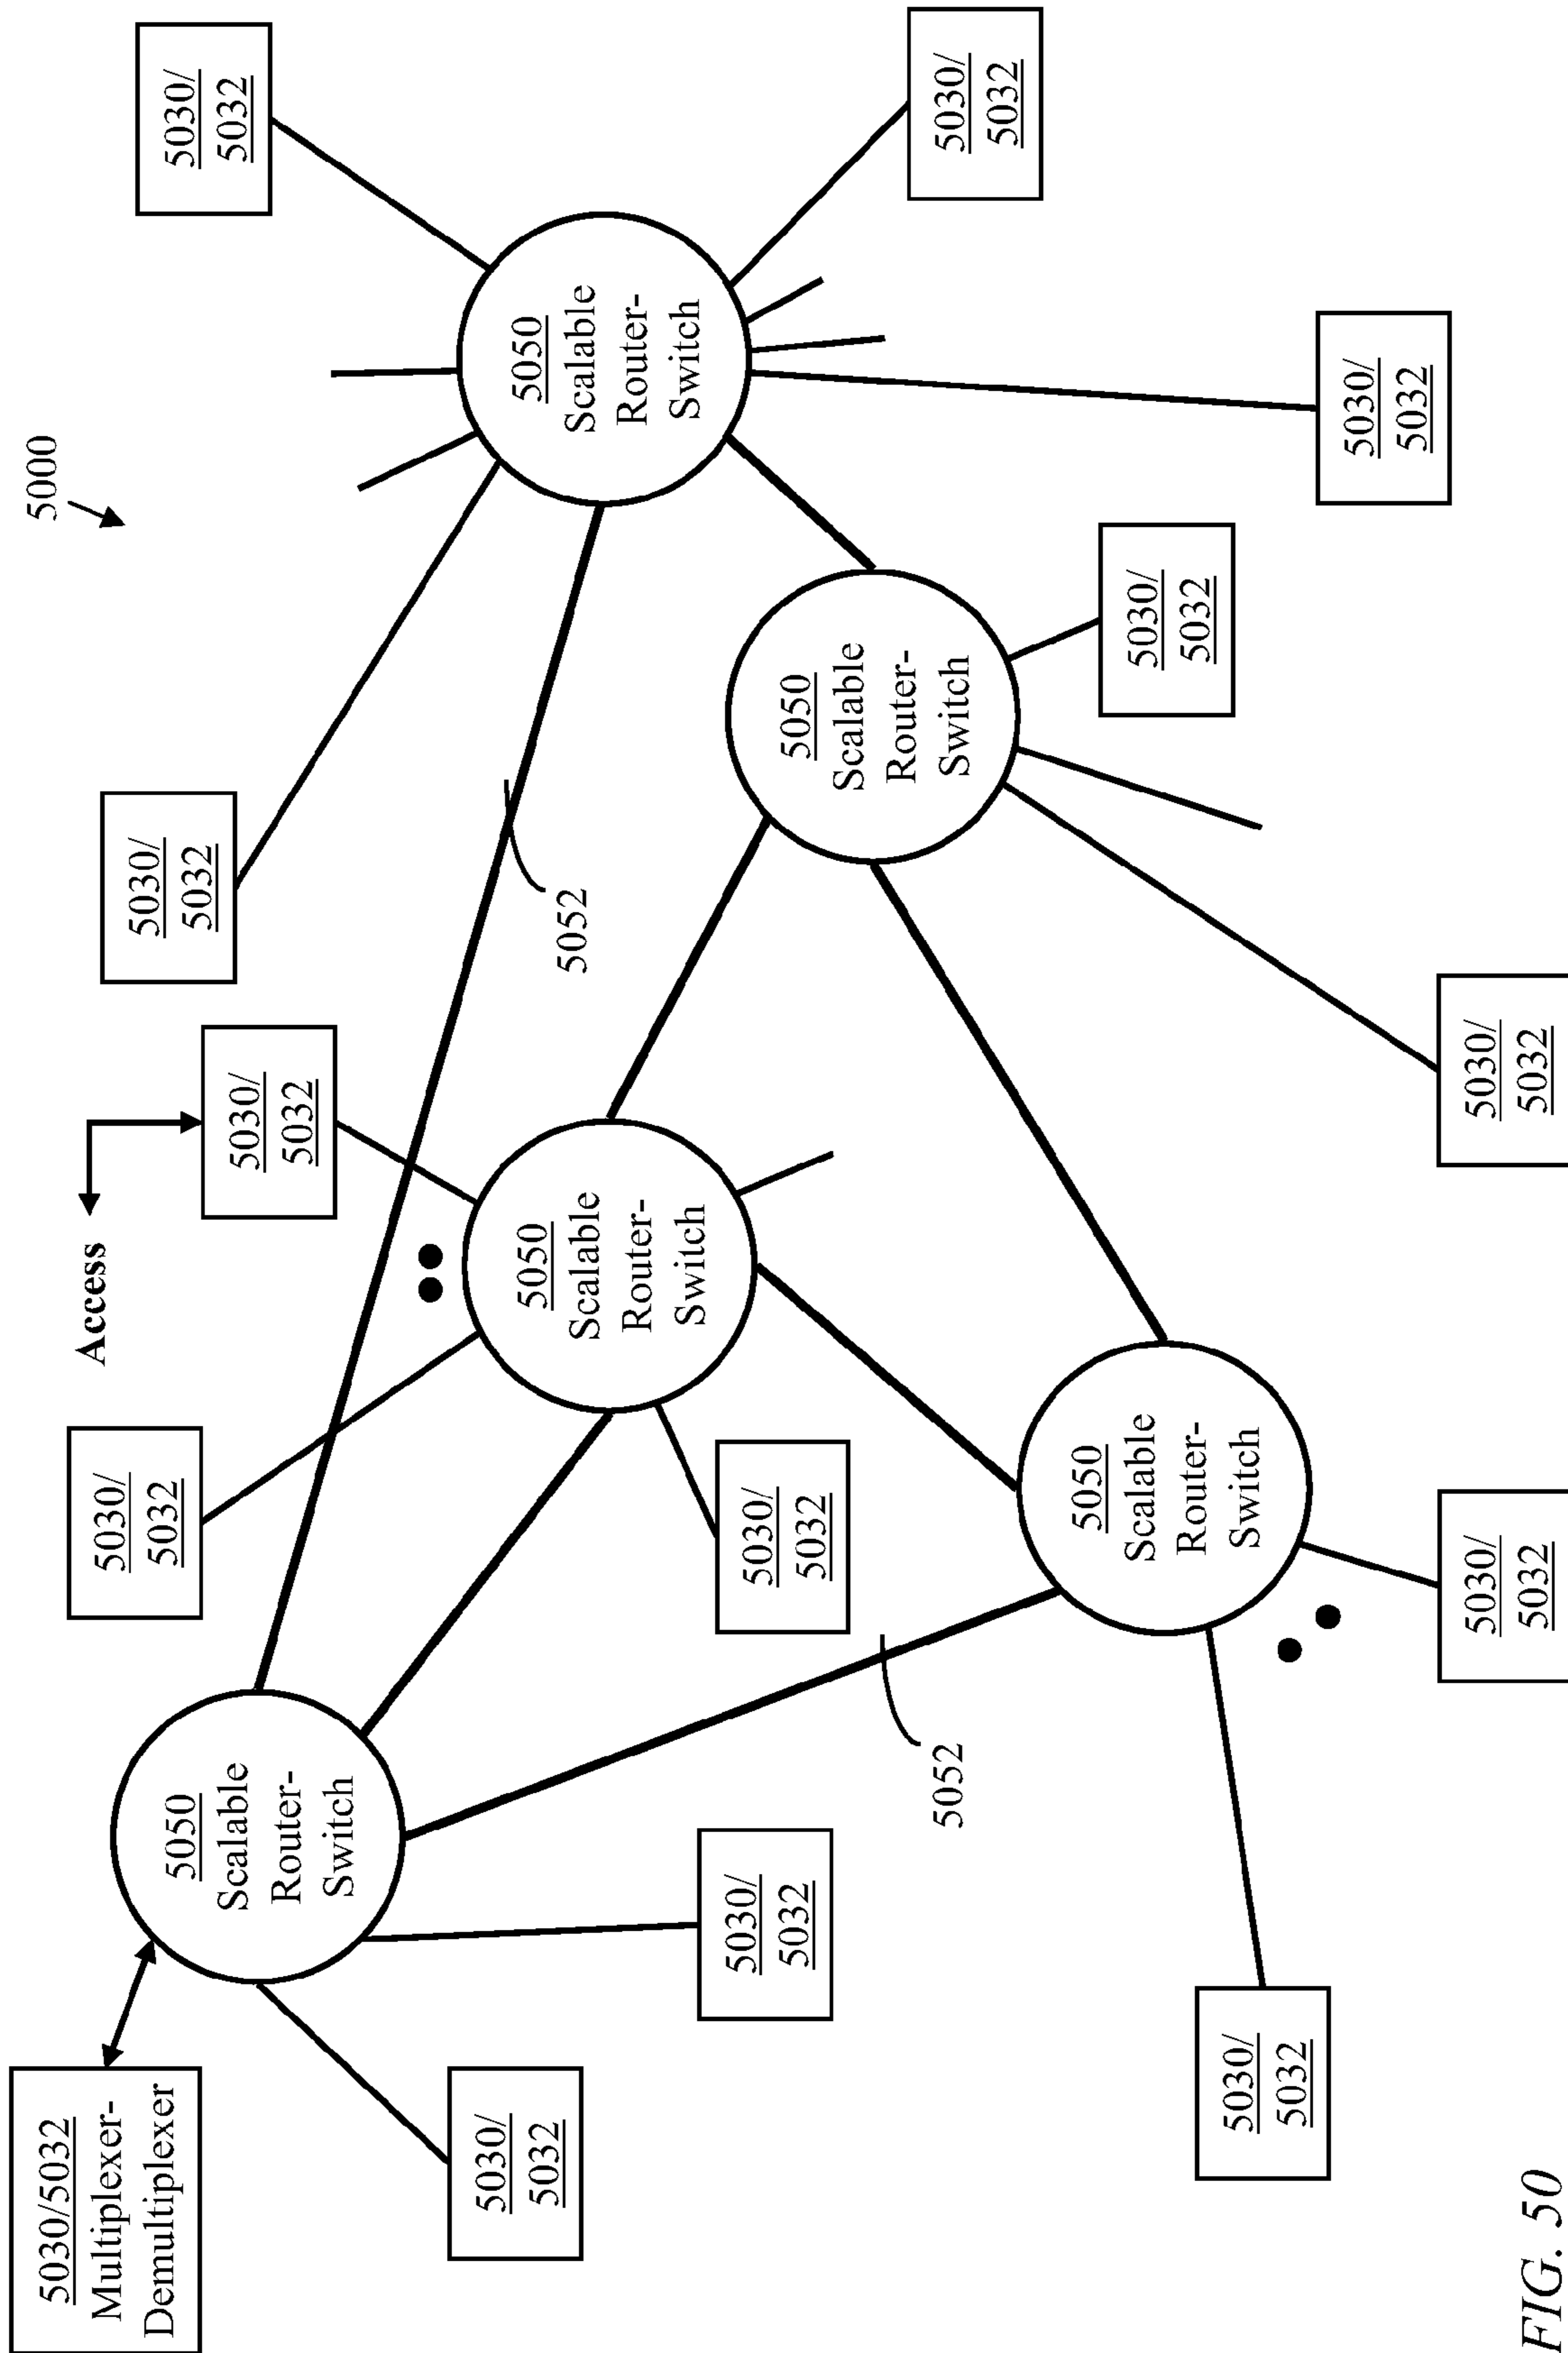 5000
5030/5032
Multiplexer-
Demultiplexer
Access
5030/
5032
5030/
5032
5030/
5032
5050
Scalable
Router-
Switch
5030/
5032
5030/
5032
5050
Scalable
Router-
Switch
5050
Scalable
Router-
Switch
5052
5030/
5032
5030/
5032
5050
Scalable
Router-
Switch
5030/
5032
5052
5050
Scalable
Router-
Switch
5030/
5032
5030/
5032
5030/
5032
5030/
5032
5030/
5032
FIG. 50